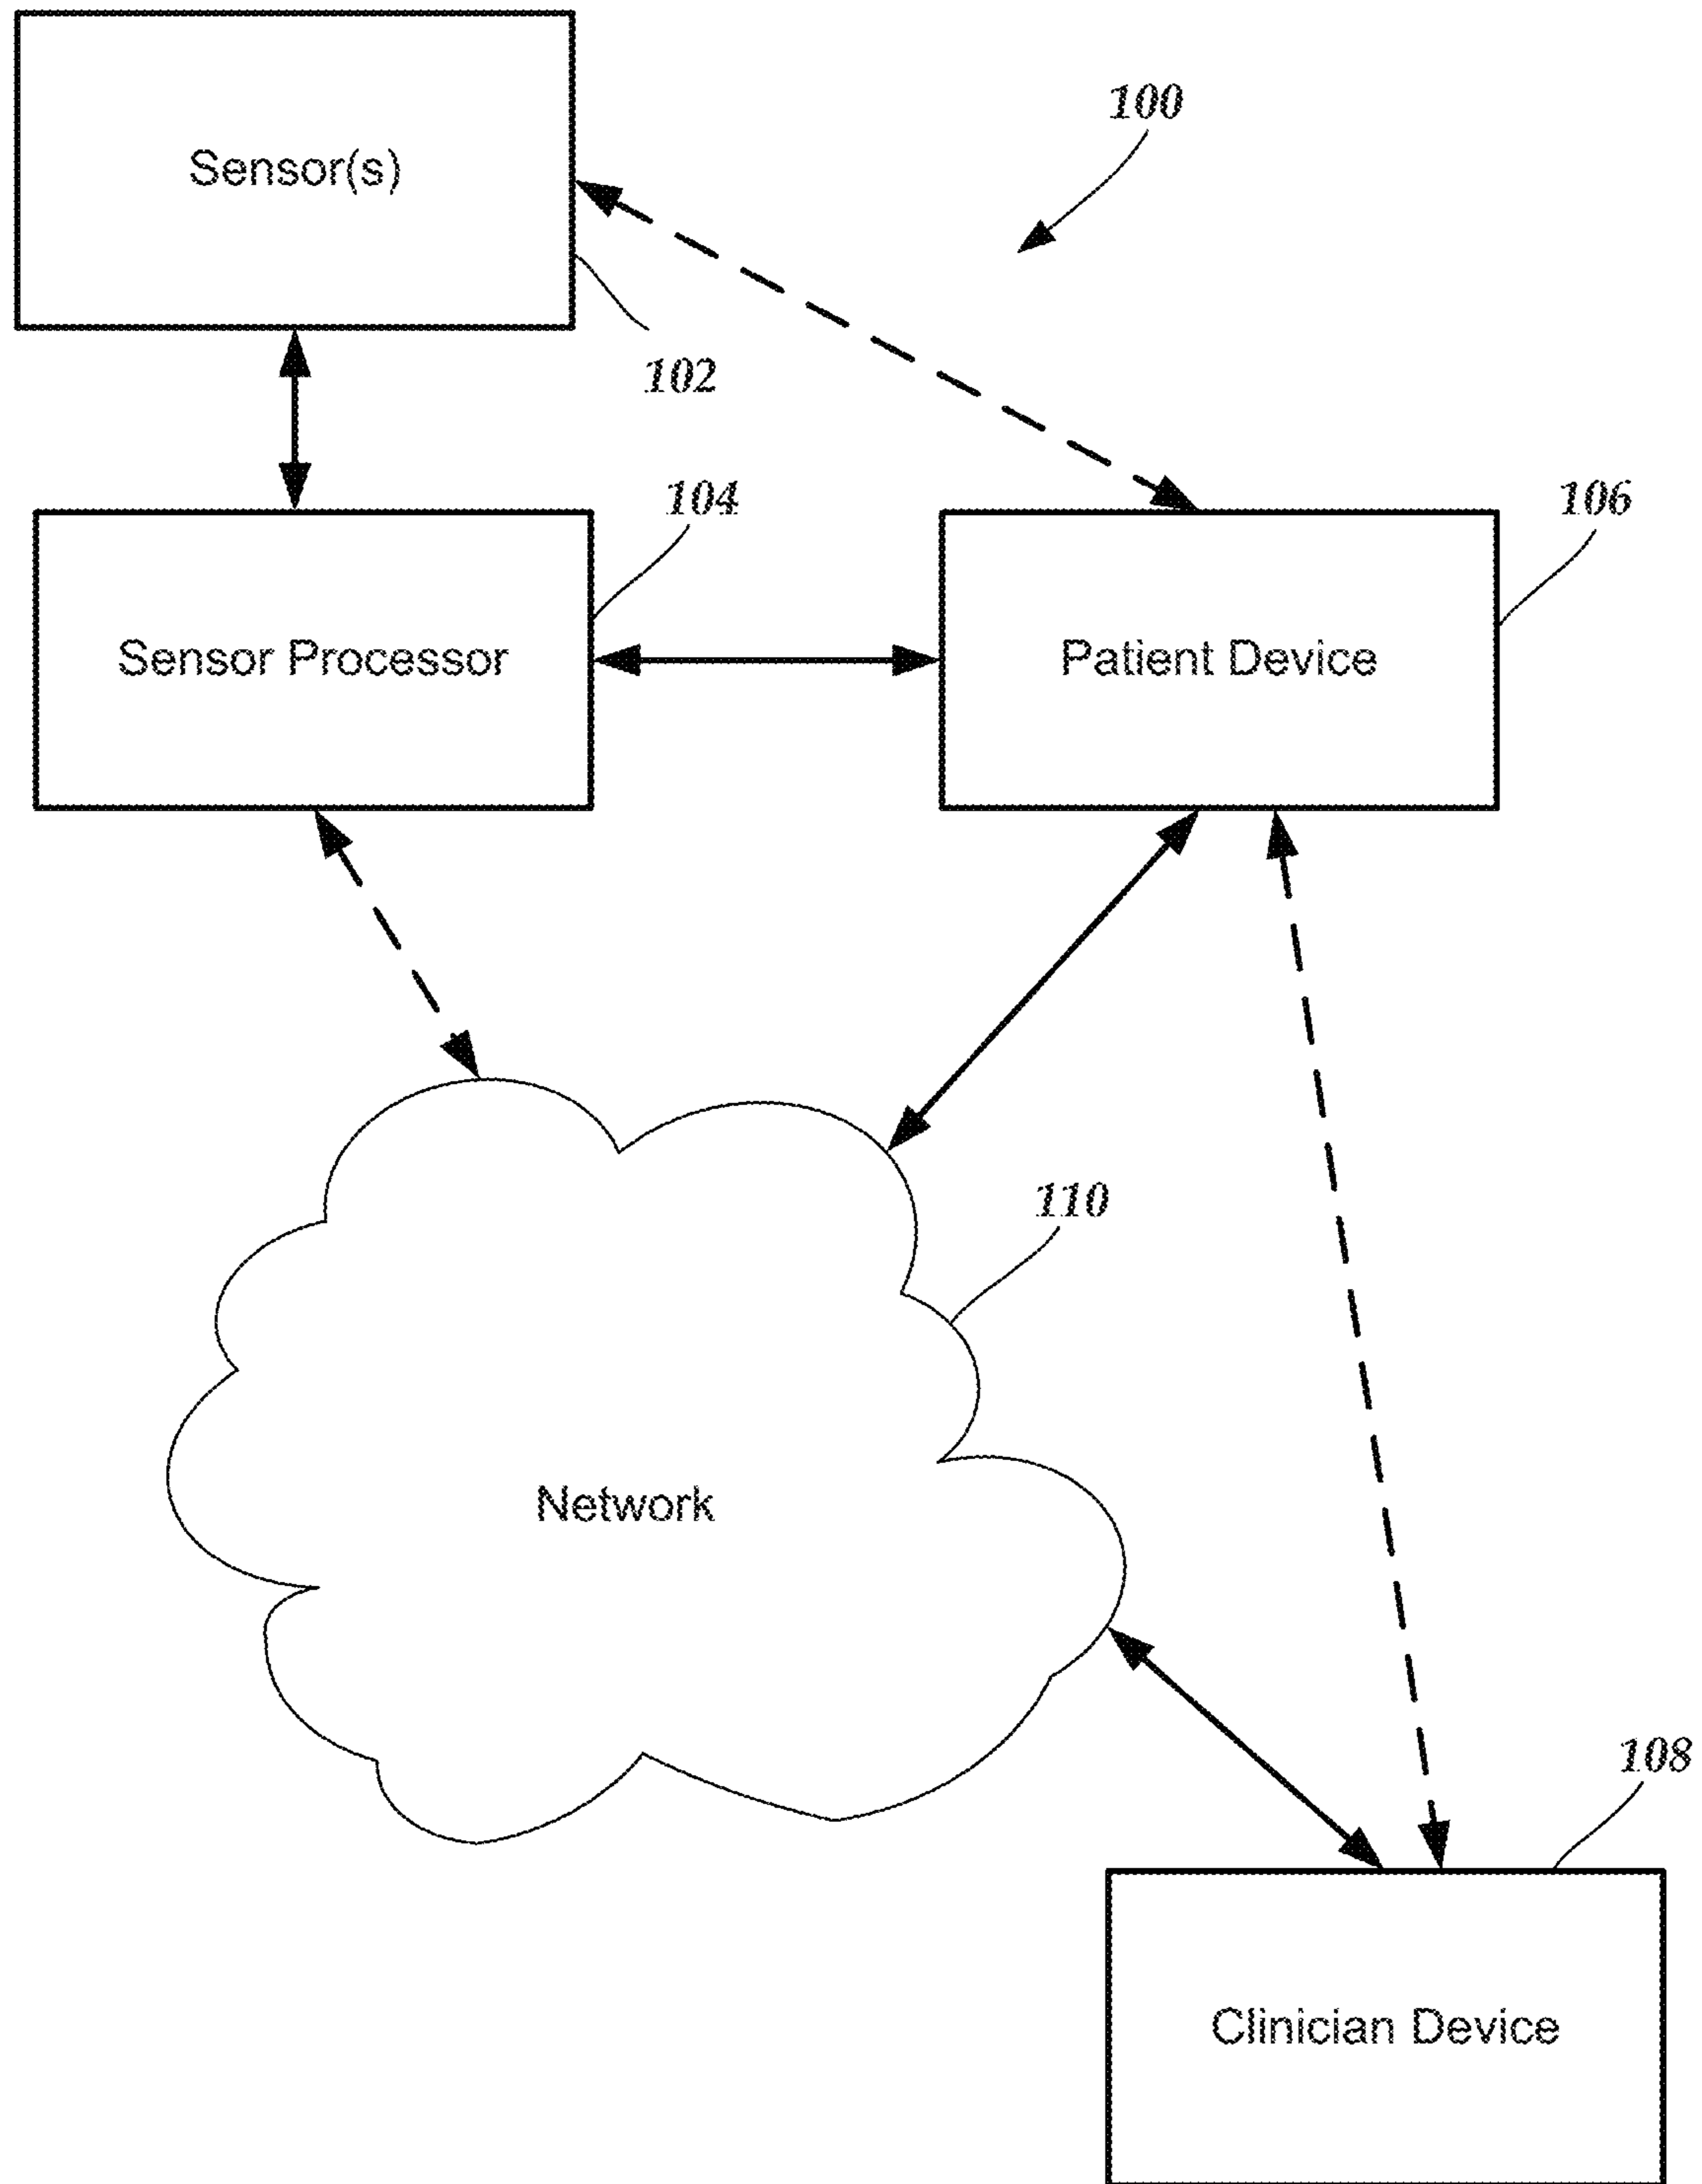 100
Sensor(s)
102
104
106
Sensor Processor
Patient Device
110
Network
108
Clinician Device